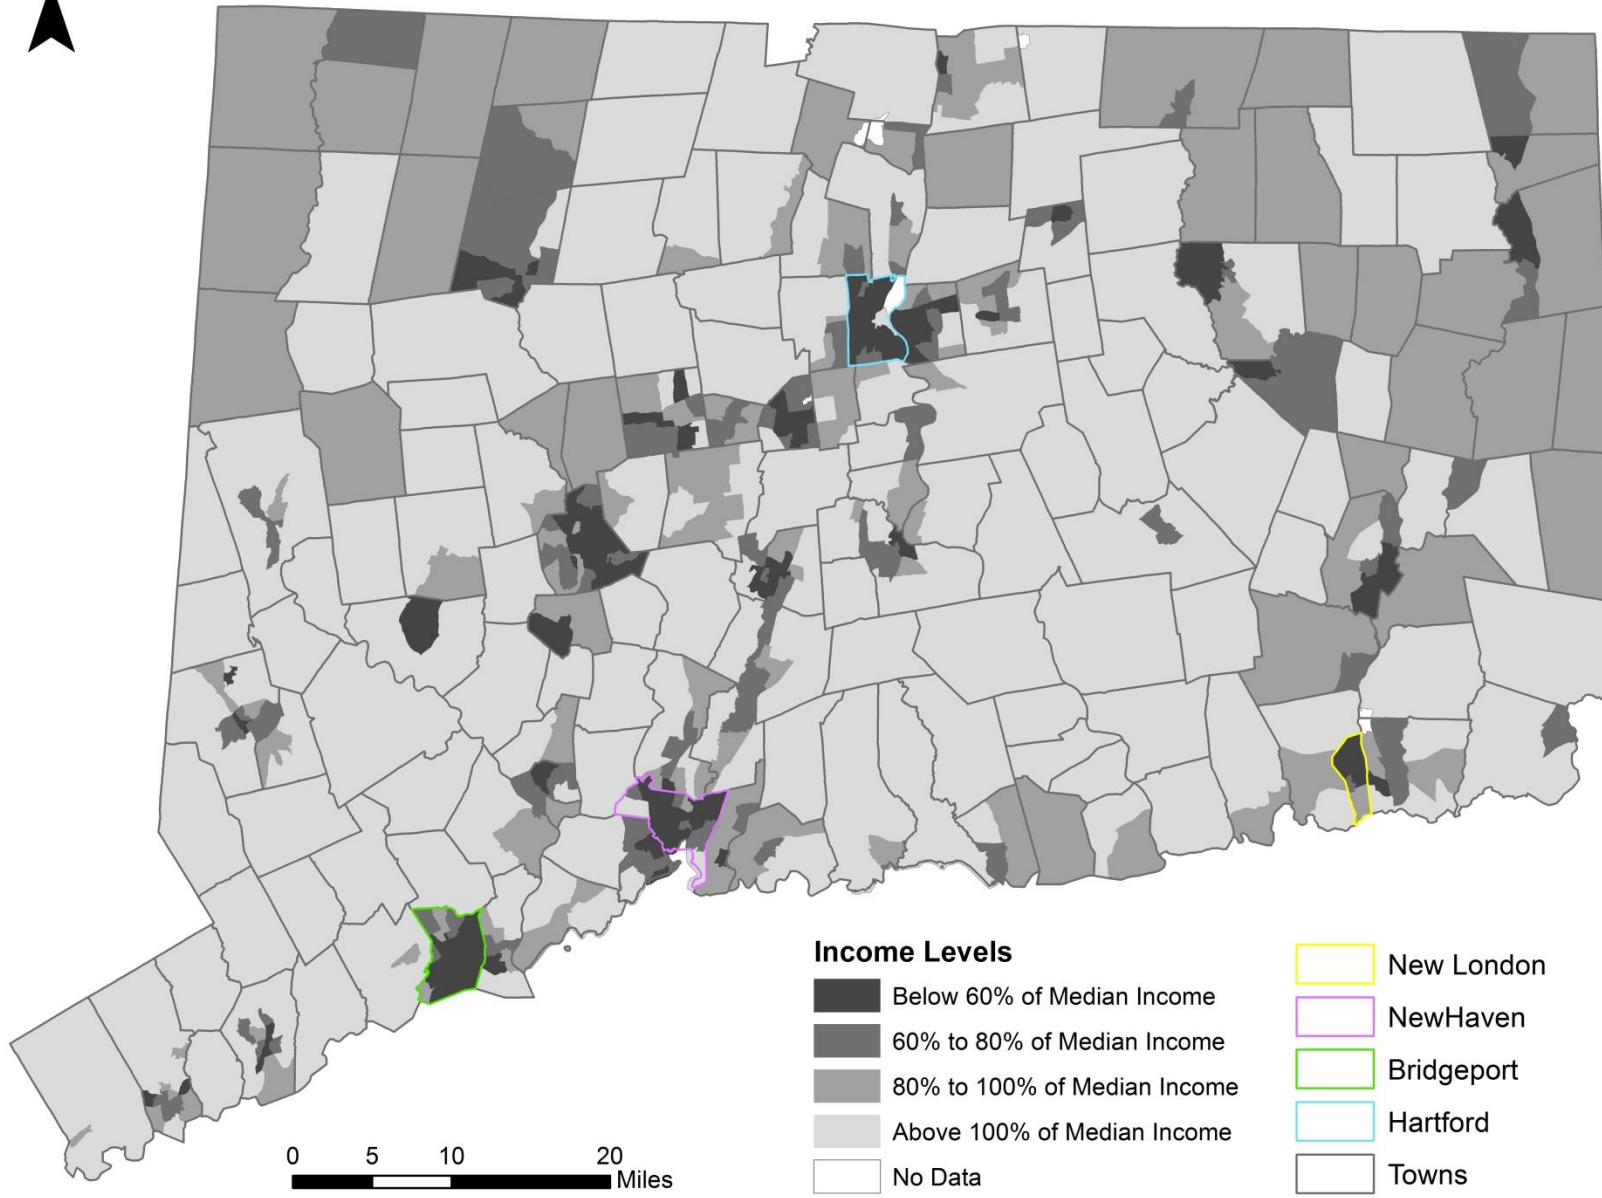 Income Levels
Below 60% of Median Income
60% to 80% of Median Income
80% to 100% of Median Income
Above 100% of Median Income
No Data
New London
NewHaven
Bridgeport
Hartford
Towns
0 5 10 20
Miles